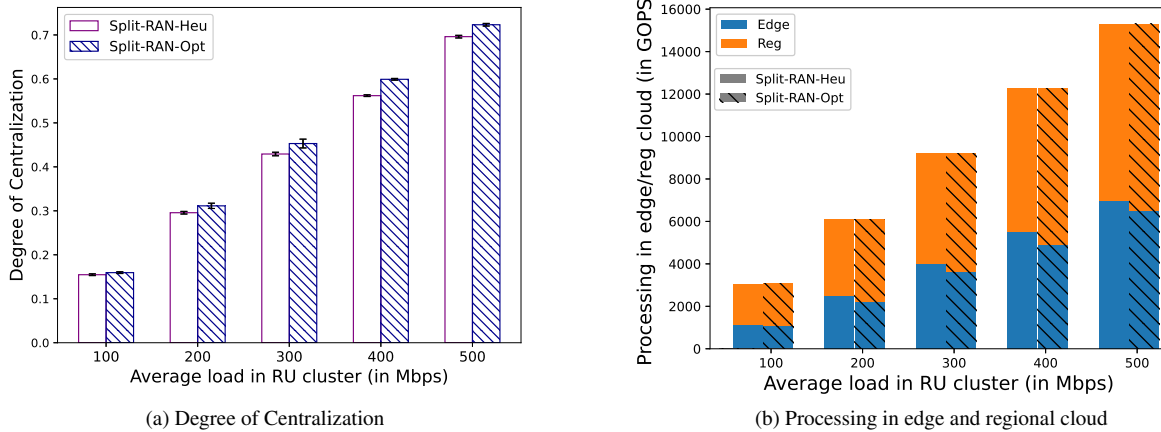 Degree of Centralization
0.7
0.6
0.5
0.4
0.3
0.2
0.1
0.0
Split-RAN-Heu
Split-RAN-Opt
100 200 300 400 500
Average load in RU cluster (in Mbps)
(a) Degree of Centralization
Processing in edge/reg cloud (in GOPS
16000
14000
12000
10000
8000
6000
4000
2000
0
Edge
Reg
Split-RAN-Heu
Split-RAN-Opt
100 200 300 400 500
Average load in RU cluster (in Mbps)
(b) Processing in edge and regional cloud